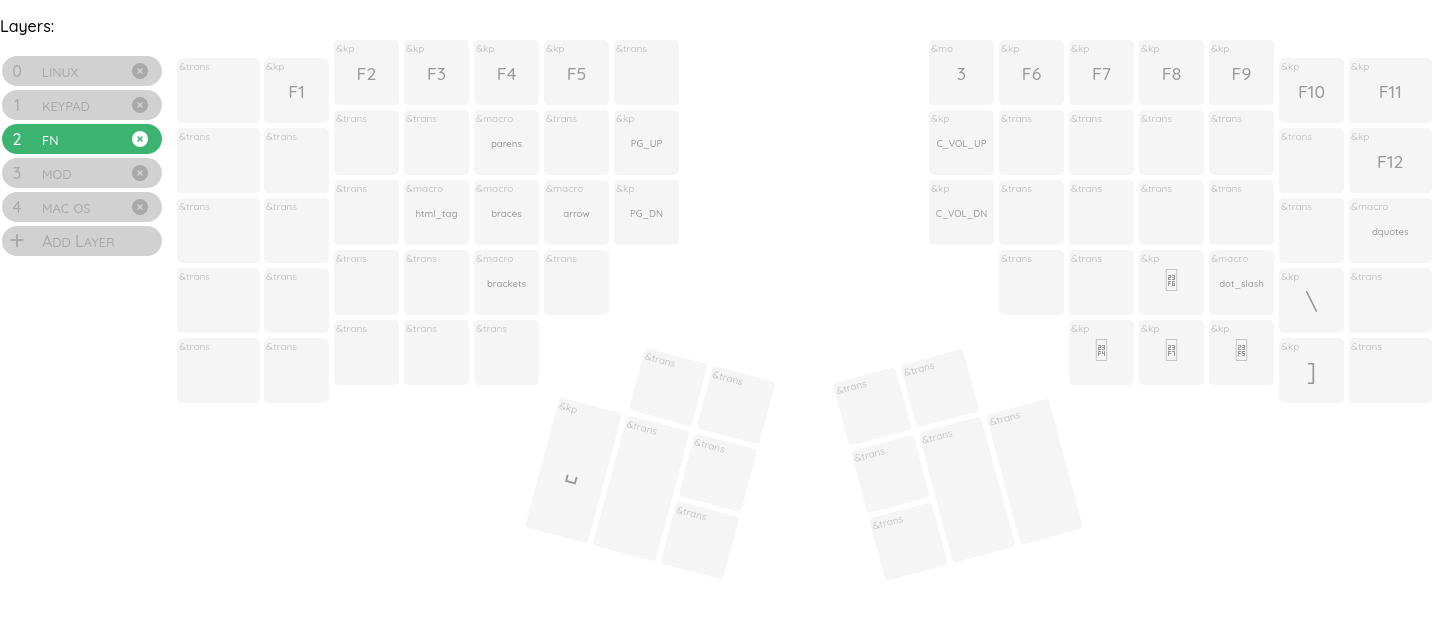 Layers:
0 LINUX
1 KEYPAD
2 FN
3 MOD
4 MAC OS
+ ADD LAYER
&kp &kp &kp &kp &trans
F2 F3 F4 F5
&trans &kp
F1
&mo &kp &kp &kp &kp
3 F6 F7 F8 F9
&kp &kp
F10 F11
&trans &trans &macro &trans &kp
parens PG_UP
&trans &trans
&kp &trans &trans &trans &trans
C_VOL_UP
&trans &kp
F12
&trans &macro &macro &macro &kp
html_tag braces arrow PG_DN
&trans &trans
&kp &trans &trans &trans &trans
C_VOL_DN
&trans &macro
dquotes
&trans &trans &macro &trans
brackets
&trans &trans
&trans &trans &kp &macro
23F6 dot_slash
&kp &trans
\
&trans &trans &trans
&trans &trans
&kp &kp &kp
23F4 23F7 23F5
&kp &trans
]
&trans &trans
&kp &trans &trans
␣
&trans
&trans &trans
&trans &trans &trans
&trans